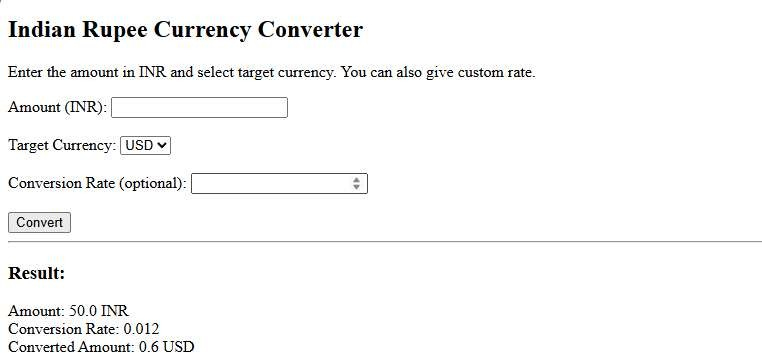 Indian Rupee Currency Converter
Enter the amount in INR and select target currency. You can also give custom rate.
Amount (INR):
Target Currency: USD
Conversion Rate (optional):
Convert
Result:
Amount: 50.0 INR
Conversion Rate: 0.012
Converted Amount: 0.6 USD